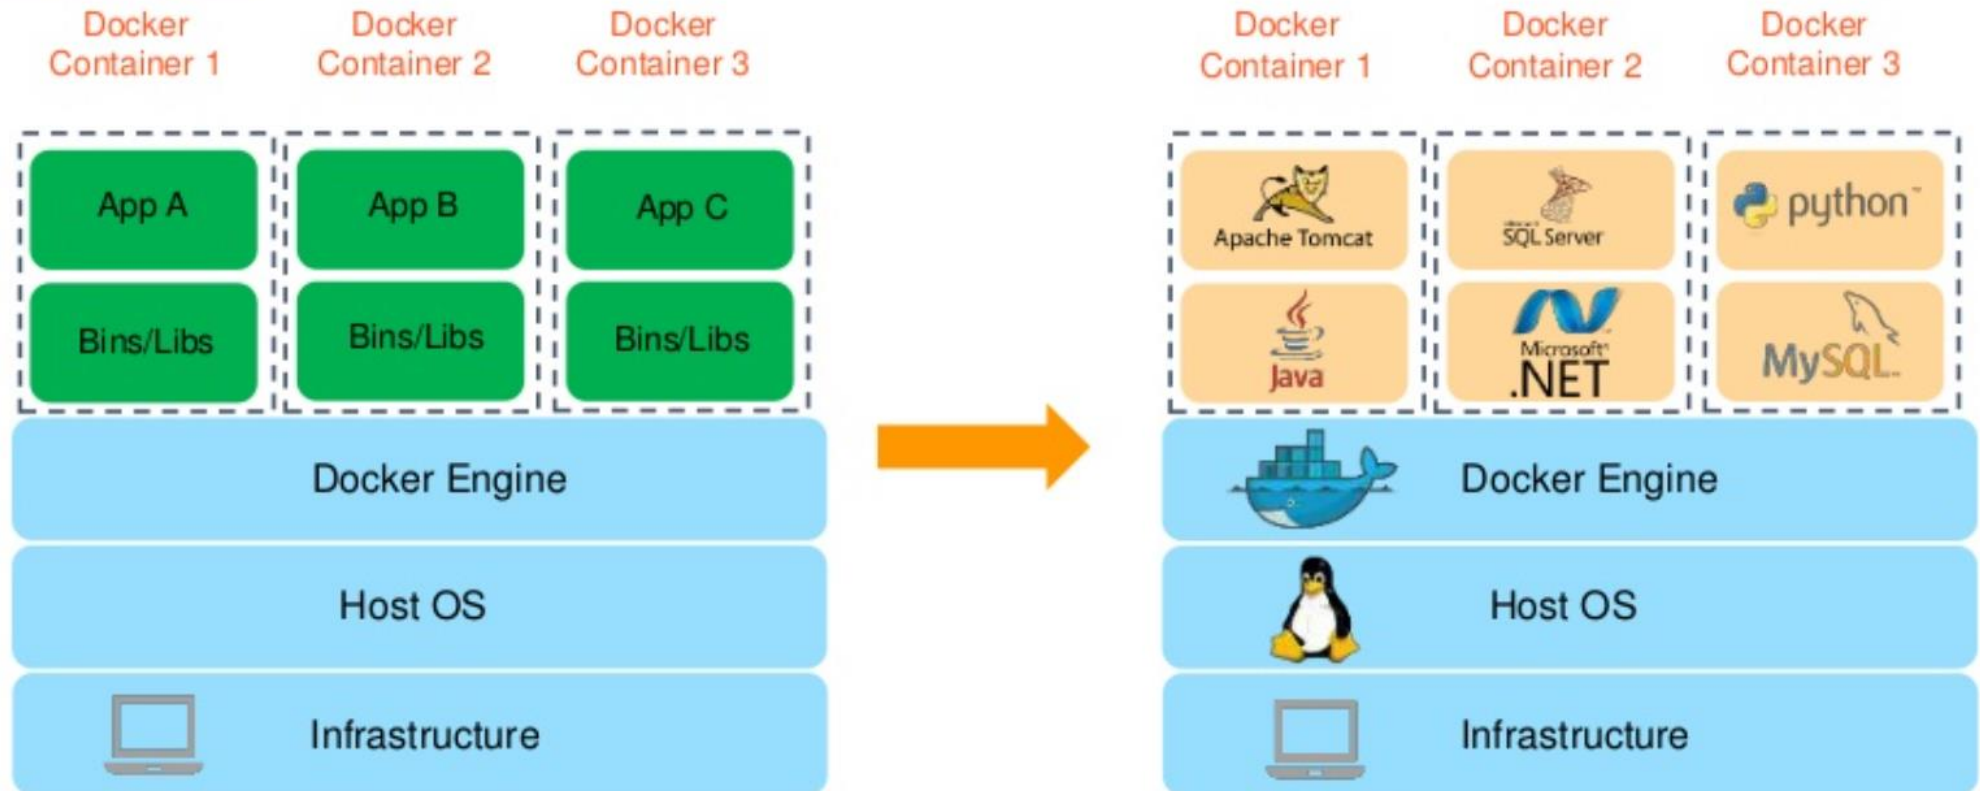 Docker
Container 1
Docker
Container 2
Docker
Container 3
App A
App B
App C
Bins/Libs
Bins/Libs
Bins/Libs
Docker Engine
Host OS
Infrastructure
Docker
Container 1
Docker
Container 2
Docker
Container 3
Apache Tomcat
SQL Server
python
Java
Microsoft
.NET
MySQL
Docker Engine
Host OS
Infrastructure